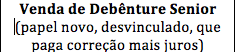 Venda de Debênture Senior
(papel novo, desvinculado, que
paga correção mais juros)